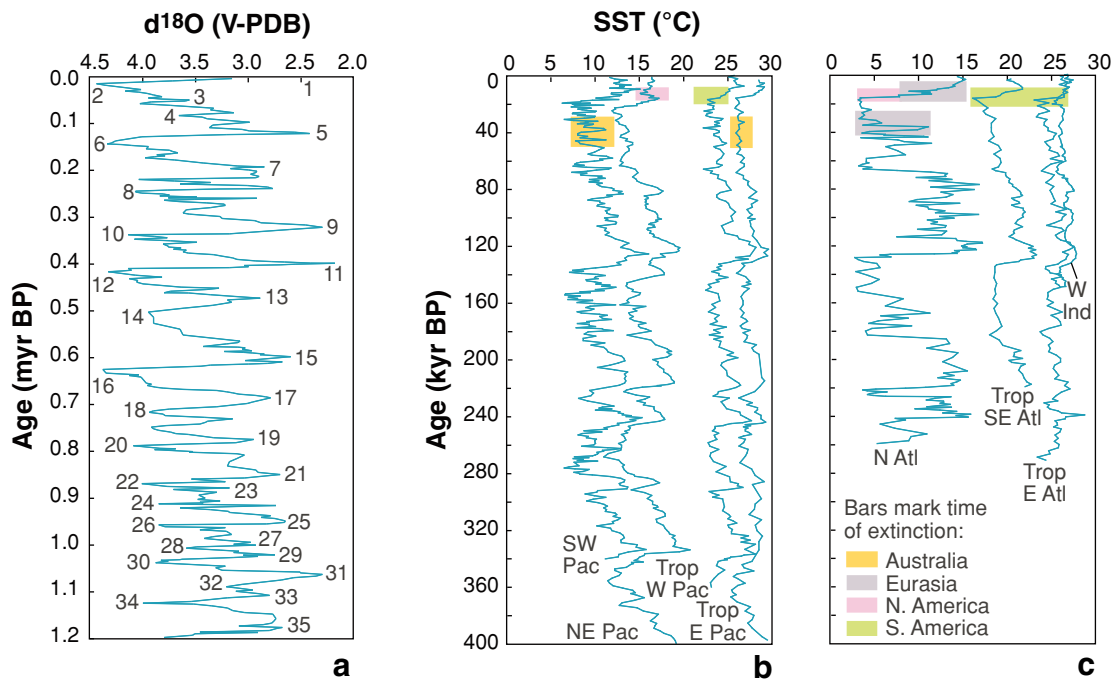 d¹⁸O (V-PDB)
4.5 4.0 3.5 3.0 2.5 2.0
Age (myr BP)
0.0
0.1
0.2
0.3
0.4
0.5
0.6
0.7
0.8
0.9
1.0
1.1
1.2
1
2
3
4
5
6
7
8
9
10
11
12
13
14
15
16
17
18
19
20
21
22
23
24
25
26
27
28
29
30
31
32
33
34
35
a
SST (°C)
0 5 10 15 20 25 30
Age (kyr BP)
0
40
80
120
160
200
240
280
320
360
400
SW
Pac
NE Pac
Trop
W Pac
Trop
E Pac
b
0 5 10 15 20 25 30
W
Ind
Trop
SE Atl
N Atl
Trop
E Atl
Bars mark time
of extinction:
Australia
Eurasia
N. America
S. America
c